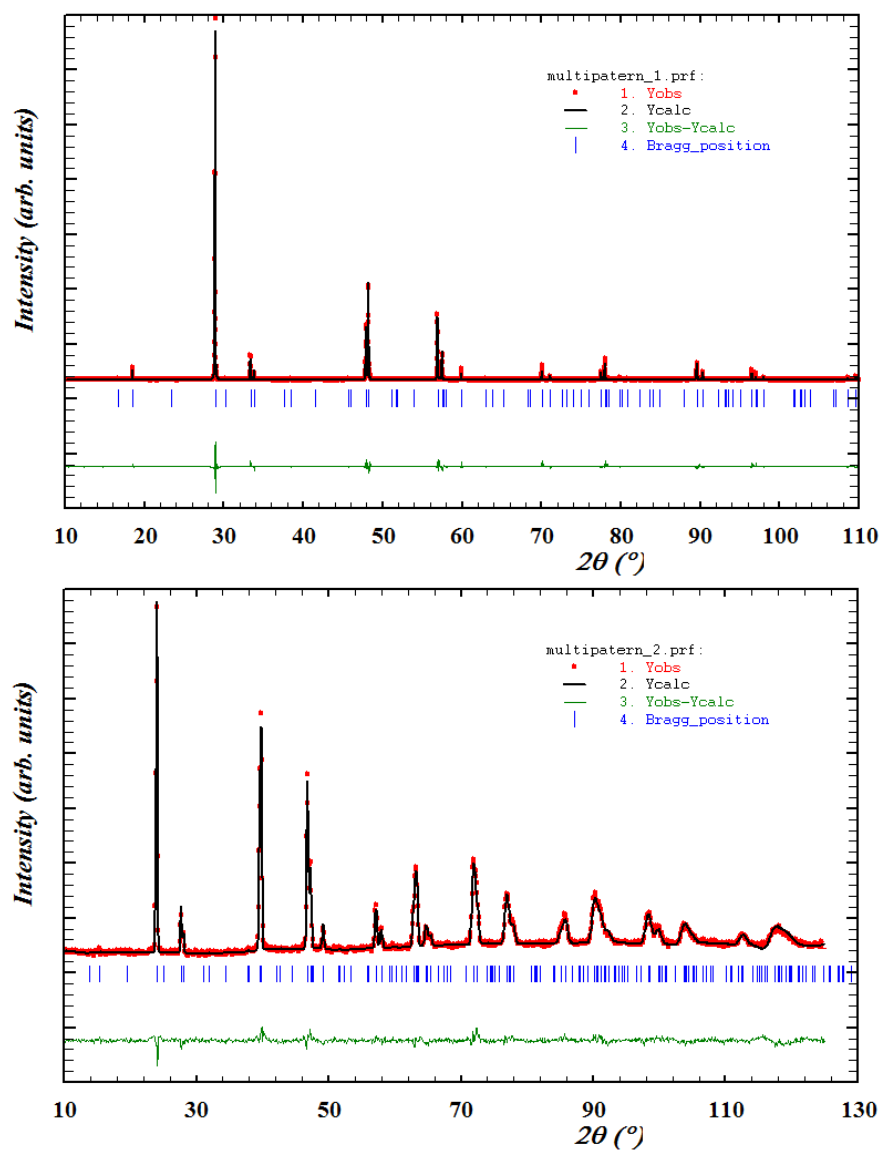 Intensity (arb. units)
multipatern_1.prf:
1. Yobs
2. Ycalc
3. Yobs-Ycalc
4. Bragg_position
10 20 30 40 50 60 70 80 90 100 110
2θ (°)
Intensity (arb. units)
multipatern_2.prf:
1. Yobs
2. Ycalc
3. Yobs-Ycalc
4. Bragg_position
10 30 50 70 90 110 130
2θ (°)